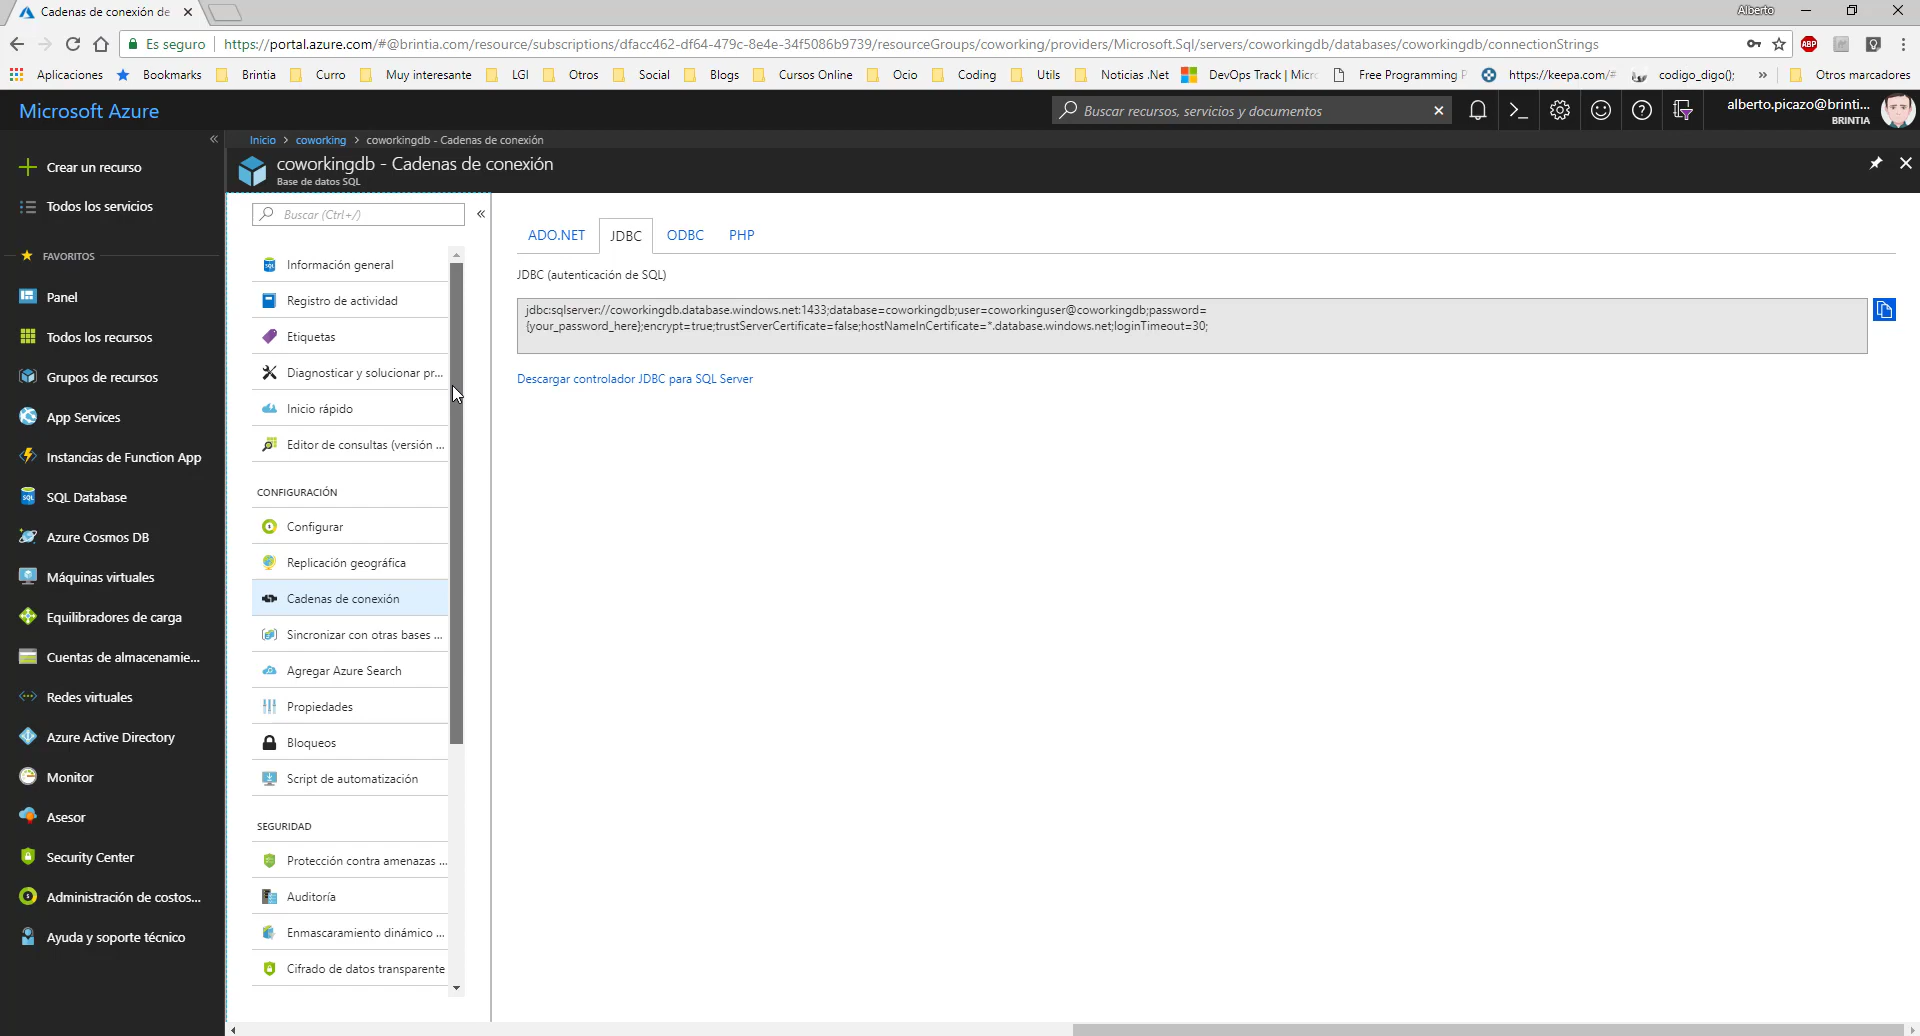 Cadenas de conexión de
Alberto
Es seguro
https://portal.azure.com/#@brintia.com/resource/subscriptions/dfacc462-df64-479c-8e4e-34f5086b9739/resourceGroups/coworking/providers/Microsoft.Sql/servers/coworkingdb/databases/coworkingdb/connectionStrings
ABP
Aplicaciones Bookmarks Brintia Curro Muy interesante LGI Otros Social Blogs Cursos Online Ocio Coding Utils Noticias .Net DevOps Track | Micro Free Programming https://keepa.com/# codigo_digo(); » Otros marcadores
Microsoft Azure
Buscar recursos, servicios y documentos
alberto.picazo@brinti...
BRINTIA
Inicio > coworking > coworkingdb - Cadenas de conexión
coworkingdb - Cadenas de conexión
Base de datos SQL
Crear un recurso
Todos los servicios
FAVORITOS
Panel
Todos los recursos
Grupos de recursos
App Services
Instancias de Function App
SQL Database
Azure Cosmos DB
Máquinas virtuales
Equilibradores de carga
Cuentas de almacenamie...
Redes virtuales
Azure Active Directory
Monitor
Asesor
Security Center
Administración de costos...
Ayuda y soporte técnico
Buscar (Ctrl+/)
Información general
Registro de actividad
Etiquetas
Diagnosticar y solucionar pr...
Inicio rápido
Editor de consultas (versión ...
CONFIGURACIÓN
Configurar
Replicación geográfica
Cadenas de conexión
Sincronizar con otras bases ...
Agregar Azure Search
Propiedades
Bloqueos
Script de automatización
SEGURIDAD
Protección contra amenazas ...
Auditoría
Enmascaramiento dinámico ...
Cifrado de datos transparente
ADO.NET JDBC ODBC PHP
JDBC (autenticación de SQL)
jdbc:sqlserver://coworkingdb.database.windows.net:1433;database=coworkingdb;user=coworkinguser@coworkingdb;password=
{your_password_here};encrypt=true;trustServerCertificate=false;hostNameInCertificate=*.database.windows.net;loginTimeout=30;
Descargar controlador JDBC para SQL Server